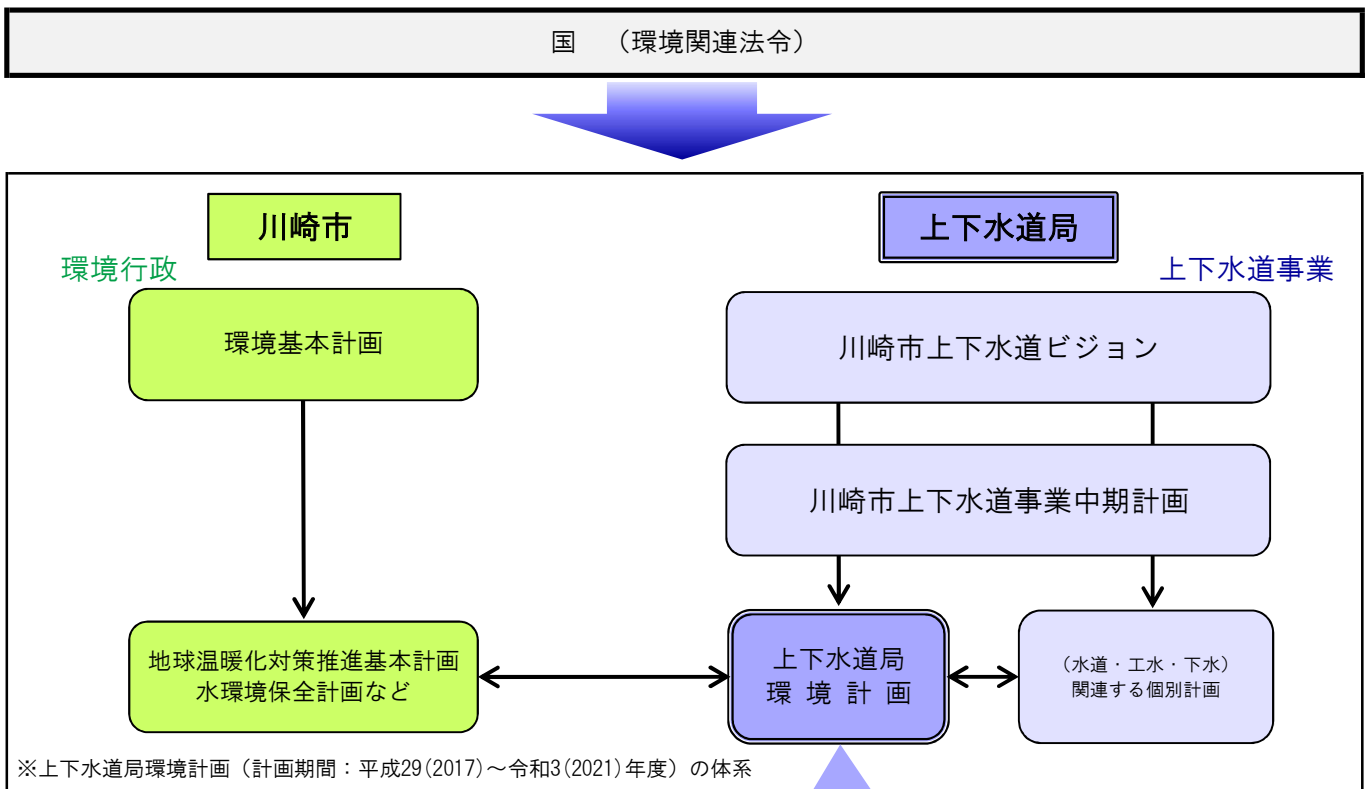 国　（環境関連法令）
川崎市
上下水道局
環境行政
上下水道事業
環境基本計画
川崎市上下水道ビジョン
川崎市上下水道事業中期計画
地球温暖化対策推進基本計画
水環境保全計画など
上下水道局
環 境 計 画
（水道・工水・下水）
関連する個別計画
※上下水道局環境計画（計画期間：平成29(2017)～令和3(2021)年度）の体系